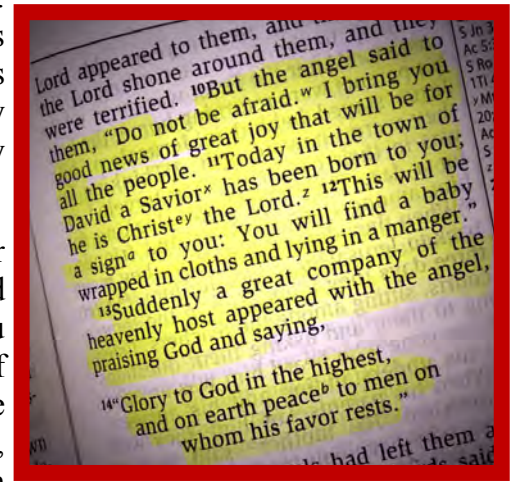 Lord appeared to them, and
the Lord shone around them, and they
were terrified. ¹⁰But the angel said to
them, “Do not be afraid.ʷ I bring you
good news of great joy that will be for
all the people. ¹¹Today in the town of
David a Saviorˣ has been born to you;
he is Christᵉʸ the Lord.ᶻ ¹²This will be
a signᵃ to you: You will find a baby
wrapped in cloths and lying in a manger.”
¹³Suddenly a great company of the
heavenly host appeared with the angel,
praising God and saying,
¹⁴“Glory to God in the highest,
and on earth peaceᵇ to men on
whom his favor rests.”
had left them